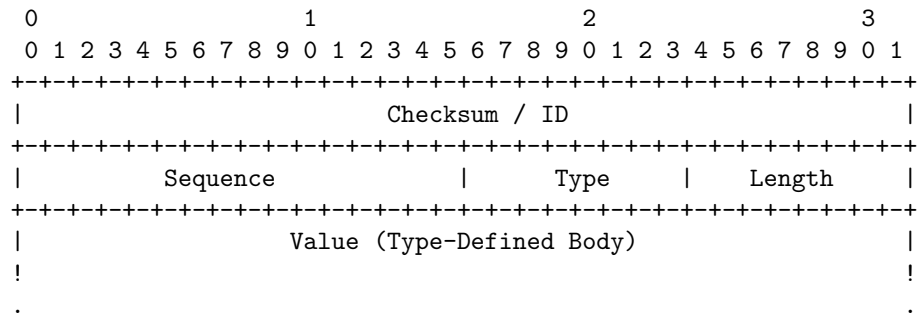 0                   1                   2                   3
 0 1 2 3 4 5 6 7 8 9 0 1 2 3 4 5 6 7 8 9 0 1 2 3 4 5 6 7 8 9 0 1
+-+-+-+-+-+-+-+-+-+-+-+-+-+-+-+-+-+-+-+-+-+-+-+-+-+-+-+-+-+-+-+-+
|                          Checksum / ID                        |
+-+-+-+-+-+-+-+-+-+-+-+-+-+-+-+-+-+-+-+-+-+-+-+-+-+-+-+-+-+-+-+-+
|          Sequence             |      Type     |    Length     |
+-+-+-+-+-+-+-+-+-+-+-+-+-+-+-+-+-+-+-+-+-+-+-+-+-+-+-+-+-+-+-+-+
|                   Value (Type-Defined Body)                   |
!                                                               !
.                                                               .